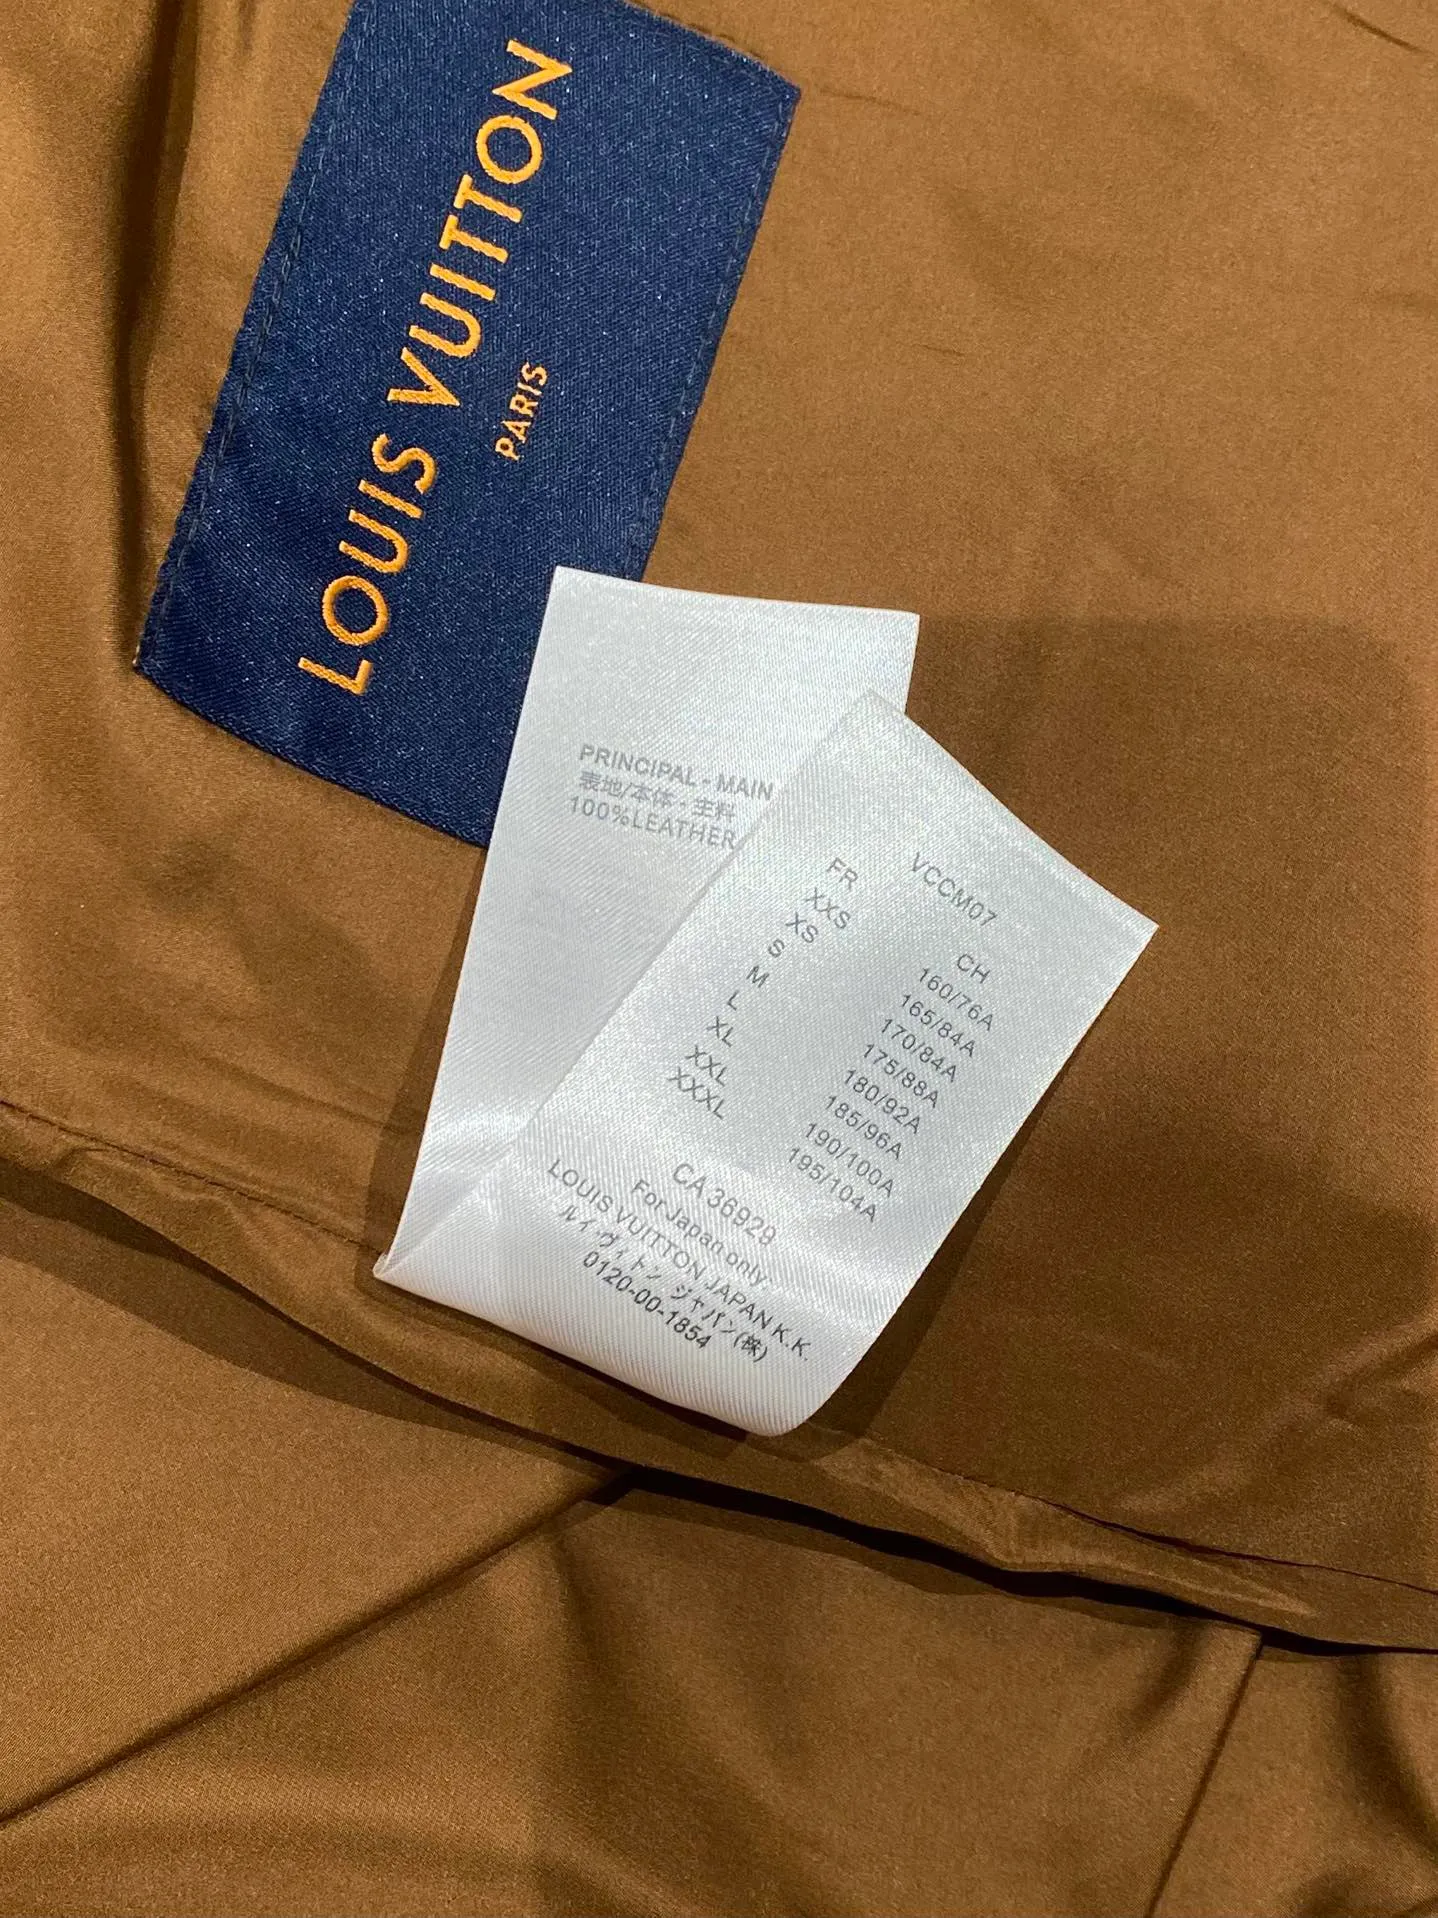 LOUIS VUITTON
PARIS
PRINCIPAL - MAIN
表地/本体・主料
100%LEATHER
VCCM07
FR CH
XXS 160/76A
XS 165/84A
S 170/84A
M 175/88A
L 180/92A
XL 185/96A
XXL 190/100A
XXXL 195/104A
CA 36929
For Japan only:
LOUIS VUITTON JAPAN K.K.
ルイ・ヴィトン ジャパン(株)
0120-00-1854